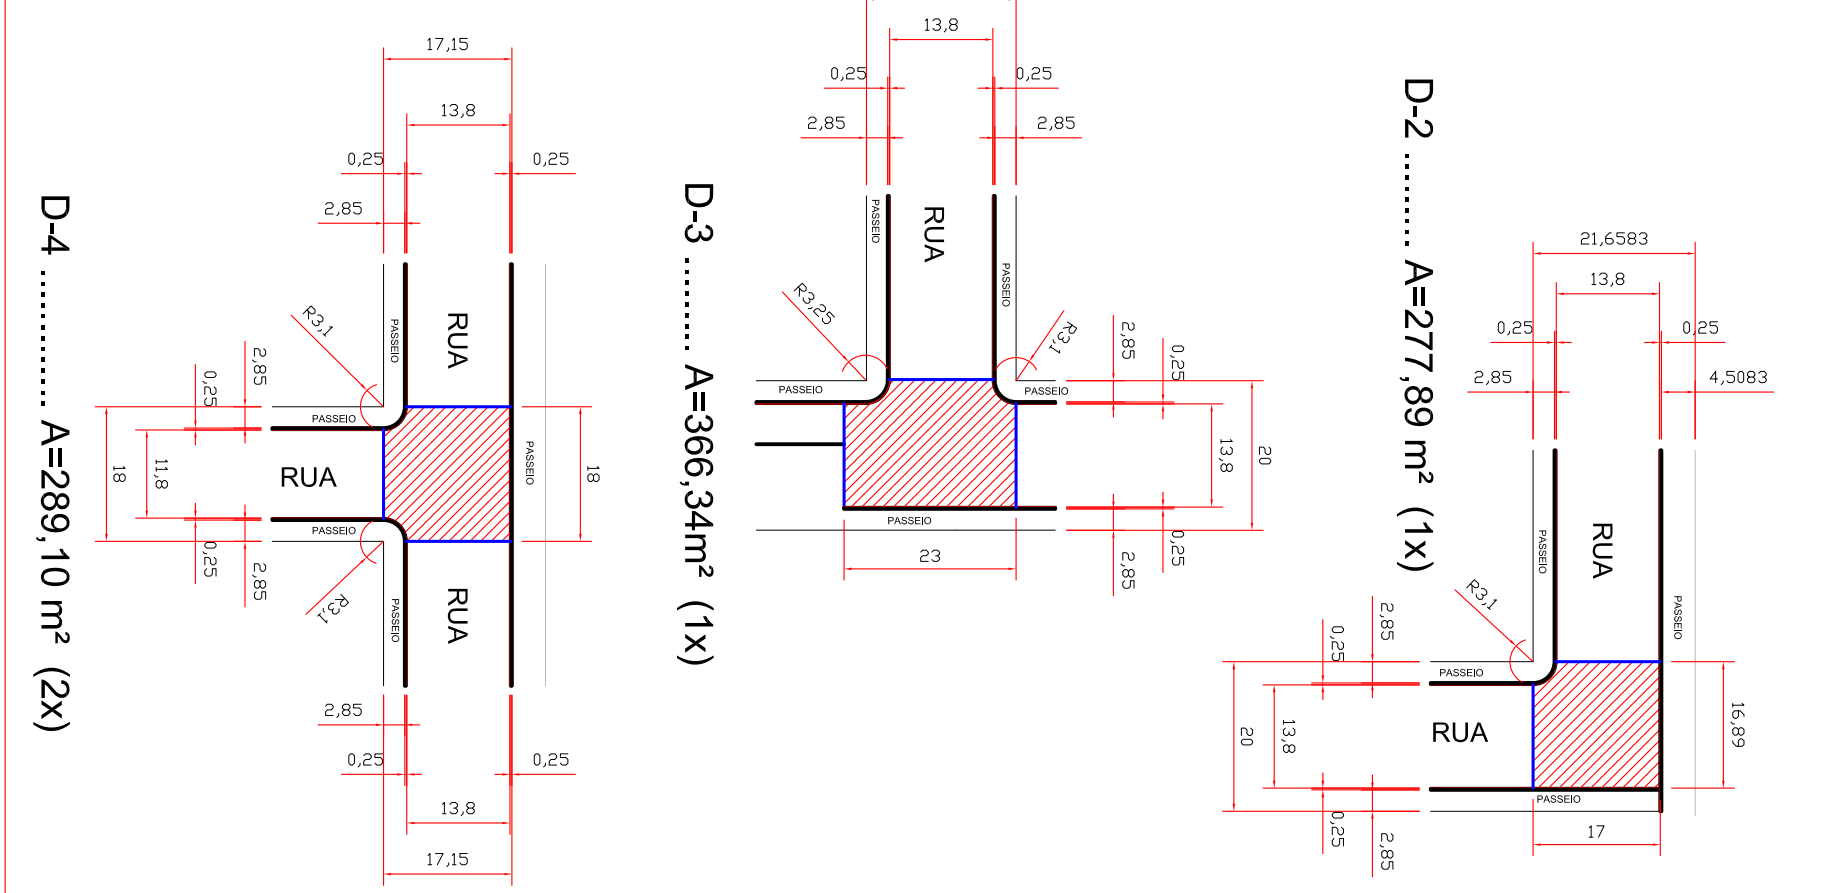 17,15
13,8
0,25
0,25
2,85
RUA
PASSEIO
R3,1
2,85
0,25
PASSEIO
18
11,8
RUA
PASSEIO
18
PASSEIO
0,25
2,85
R3,1
PASSEIO
RUA
2,85
0,25
0,25
13,8
17,15
D-4 ............. A=289,10 m² (2x)
13,8
0,25
0,25
2,85
2,85
PASSEIO
RUA
PASSEIO
R3,25
R3,1
2,85
0,25
PASSEIO
PASSEIO
13,8
20
PASSEIO
23
0,25
2,85
D-3 ......... A=366,34m² (1x)
21,6583
13,8
0,25
0,25
2,85
4,5083
PASSEIO
RUA
PASSEIO
R3,1
2,85
0,25
PASSEIO
RUA
13,8
20
16,89
PASSEIO
17
0,25
2,85
D-2 .......... A=277,89 m² (1x)